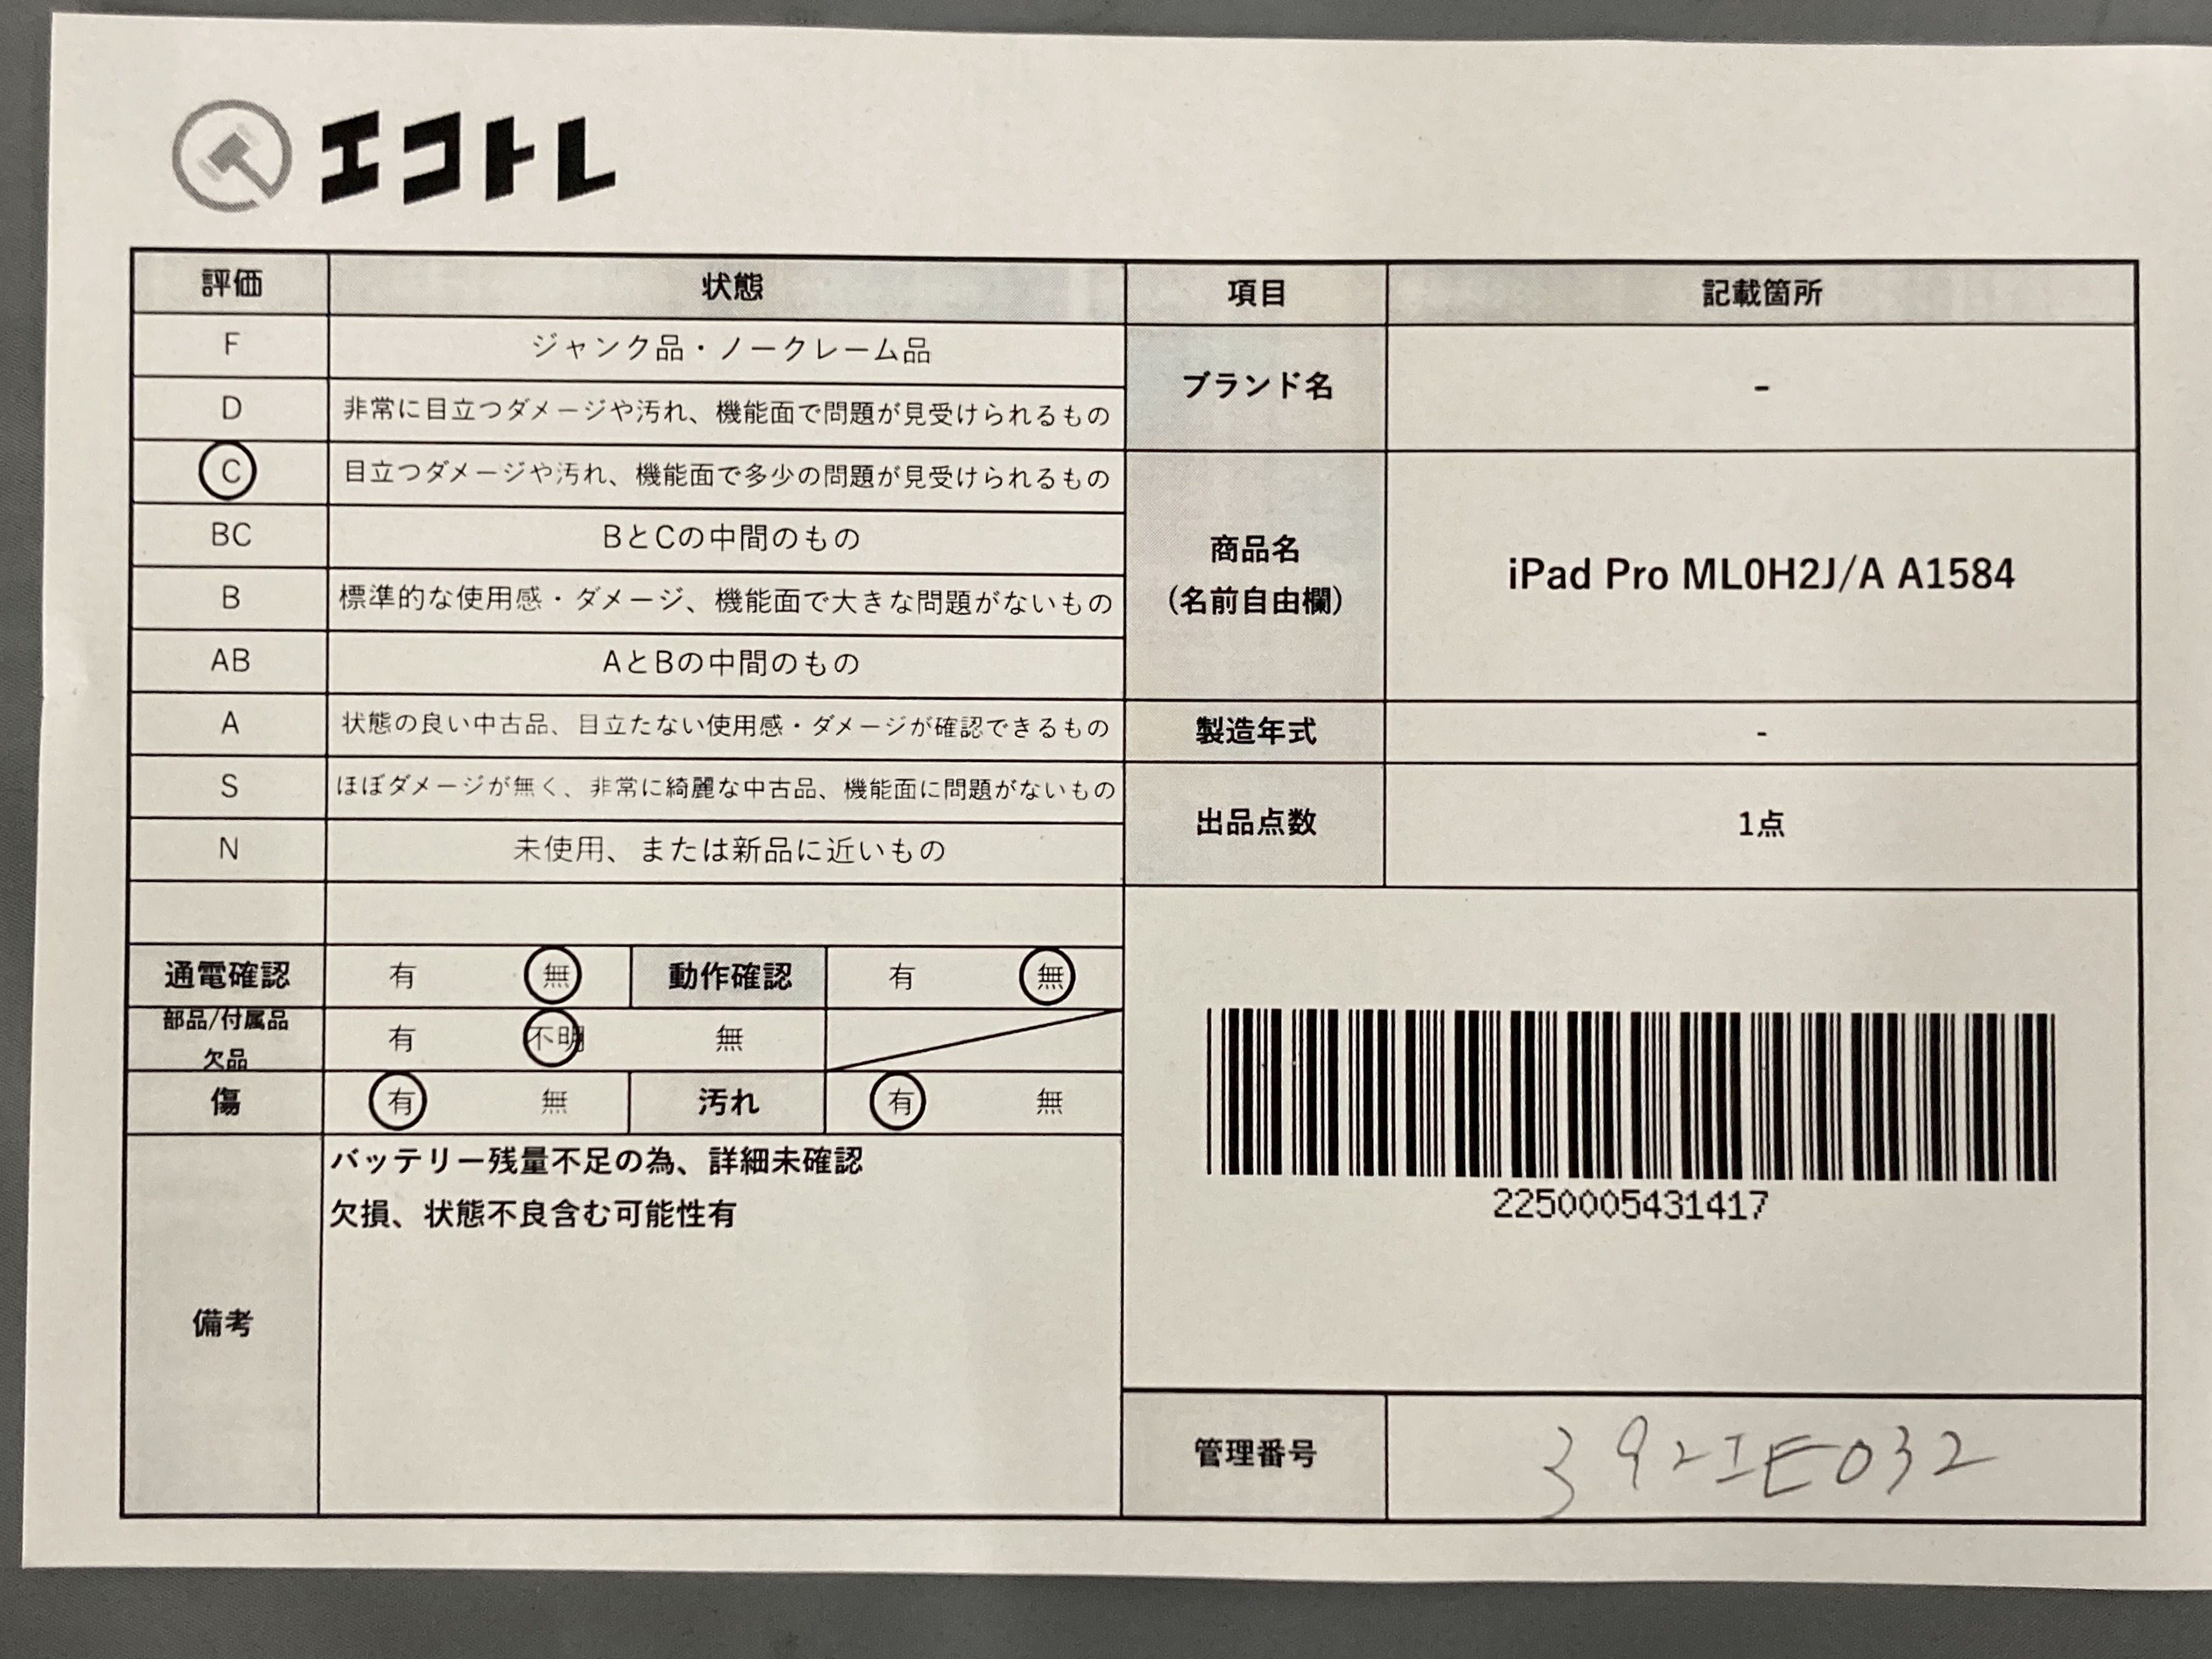 エコトレ
評価 状態 項目 記載箇所
F ジャンク品・ノークレーム品
D 非常に目立つダメージや汚れ、機能面で問題が見受けられるもの
ブランド名 -
C 目立つダメージや汚れ、機能面で多少の問題が見受けられるもの
BC BとCの中間のもの
商品名
(名前自由欄)
iPad Pro ML0H2J/A A1584
B 標準的な使用感・ダメージ、機能面で大きな問題がないもの
AB AとBの中間のもの
A 状態の良い中古品、目立たない使用感・ダメージが確認できるもの
製造年式 -
S ほぼダメージが無く、非常に綺麗な中古品、機能面に問題がないもの
出品点数 1点
N 未使用、または新品に近いもの
通電確認 有 無 動作確認 有 無
部品/付属品
欠品
有 不明 無
傷 有 無 汚れ 有 無
備考
バッテリー残量不足の為、詳細未確認
欠損、状態不良含む可能性有
2250005431417
管理番号 392IE032